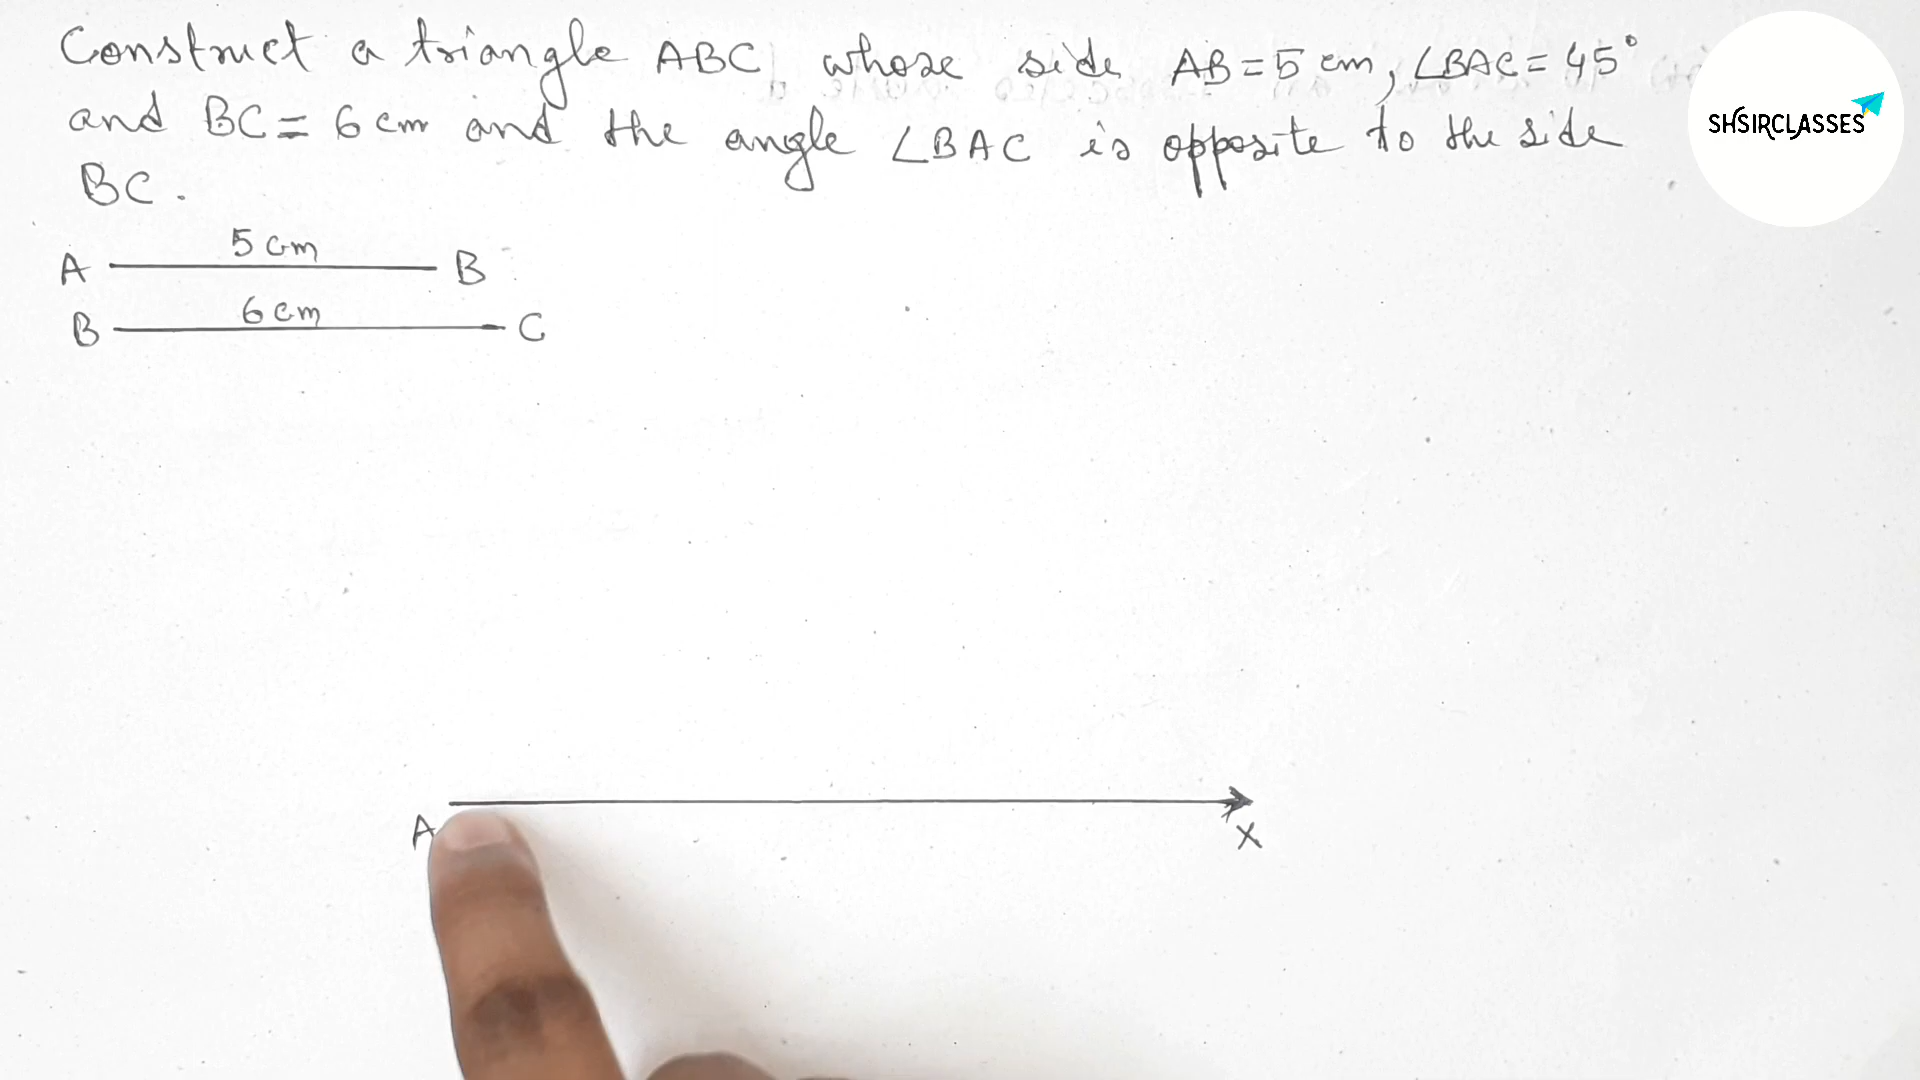 Construct a triangle ABC, whose side AB = 5 cm, ∠BAC = 45°
and BC = 6 cm and the angle ∠BAC is opposite to the side
BC.
SHSIRCLASSES
5 cm
A B
6 cm
B C
A X